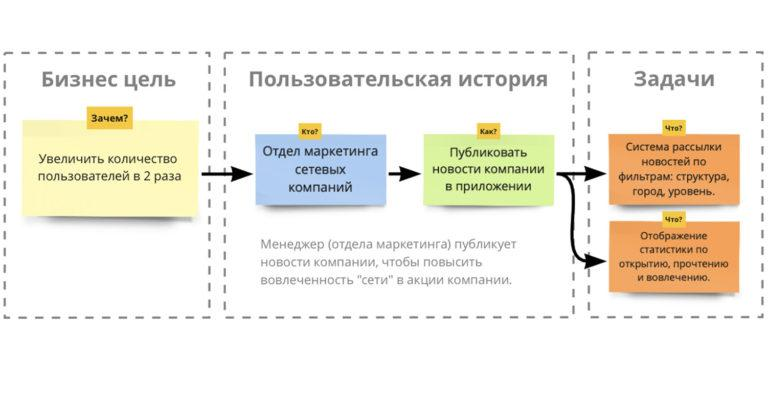 Бизнес цель
Зачем?
Увеличить количество
пользователей в 2 раза
Пользовательская история
Кто?
Отдел маркетинга
сетевых
компаний
Как?
Публиковать
новости компании
в приложении
Менеджер (отдела маркетинга) публикует
новости компании, чтобы повысить
вовлеченность "сети" в акции компании.
Задачи
Что?
Система рассылки
новостей по
фильтрам: структура,
город, уровень.
Что?
Отображение
статистики по
открытию, прочтению
и вовлечению.